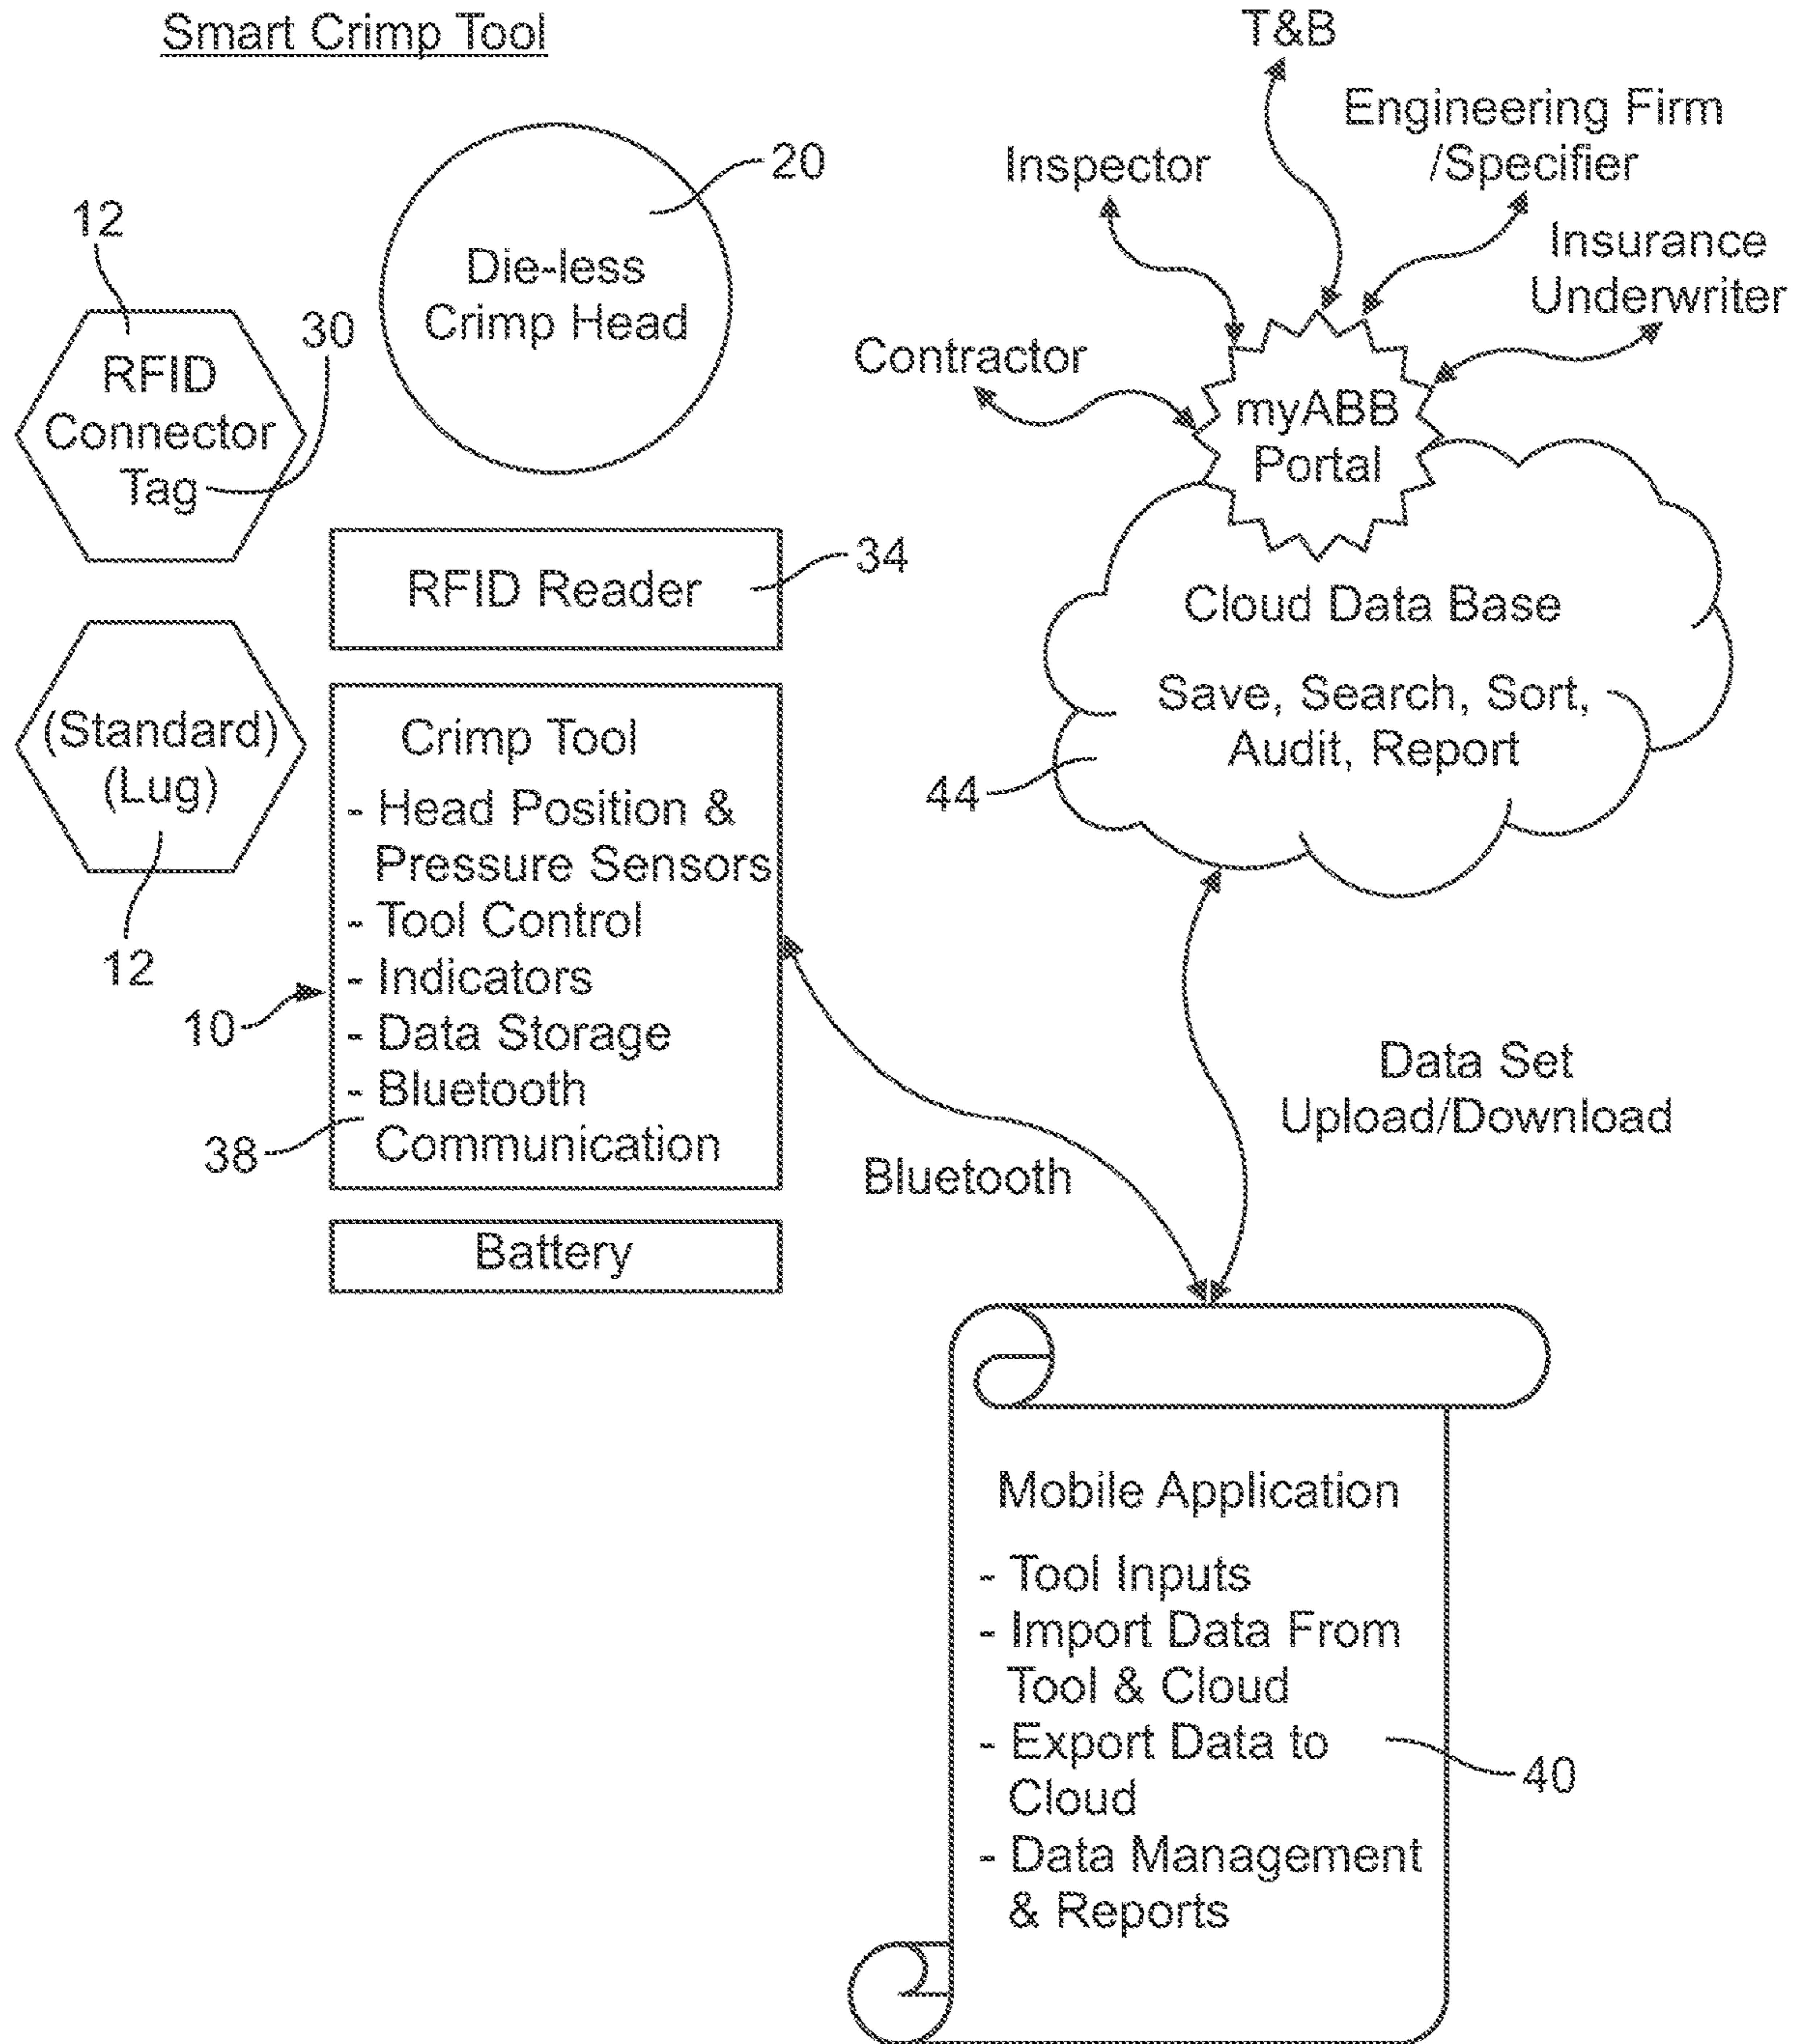 Smart Crimp Tool
12
RFID
Connector
Tag
30
Die-less
Crimp Head
20
RFID Reader
34
(Standard)
(Lug)
12
Crimp Tool
- Head Position &
Pressure Sensors
- Tool Control
- Indicators
- Data Storage
- Bluetooth
Communication
10
38
Battery
T&B
Engineering Firm
/Specifier
Inspector
Insurance
Underwriter
Contractor
myABB
Portal
Cloud Data Base
Save, Search, Sort,
Audit, Report
44
Data Set
Upload/Download
Bluetooth
Mobile Application
- Tool Inputs
- Import Data From
Tool & Cloud
- Export Data to
Cloud
- Data Management
& Reports
40